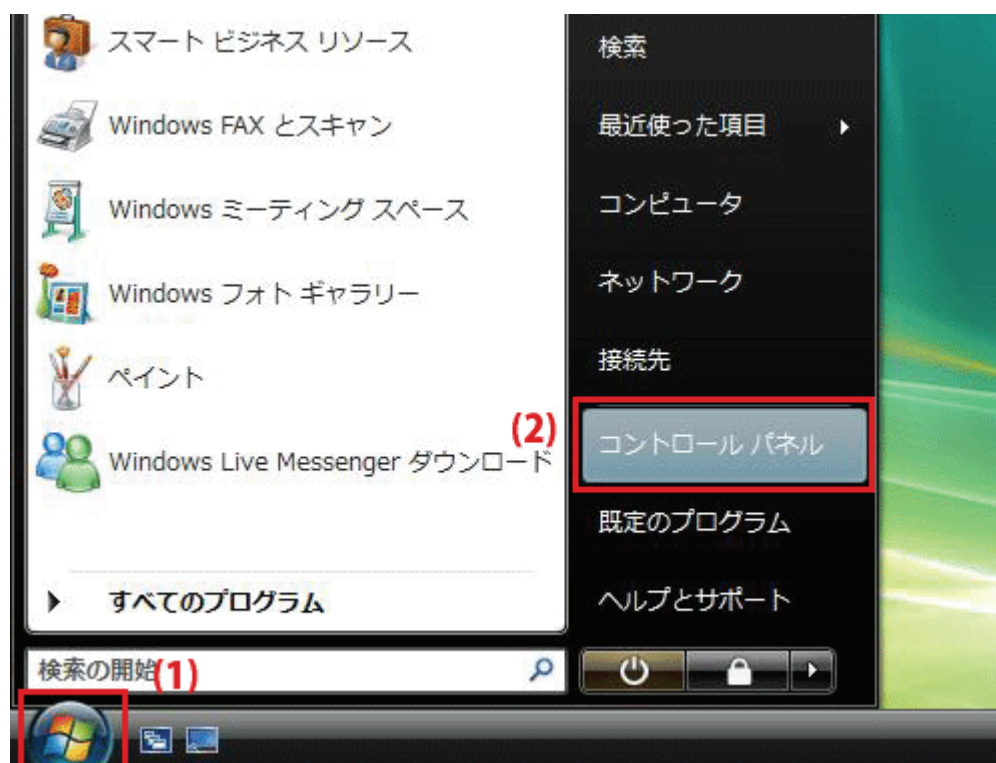 スマート ビジネス リソース
Windows FAX とスキャン
Windows ミーティング スペース
Windows フォト ギャラリー
ペイント
Windows Live Messenger ダウンロード
すべてのプログラム
検索の開始
(1)
検索
最近使った項目
コンピュータ
ネットワーク
接続先
(2)
コントロール パネル
既定のプログラム
ヘルプとサポート